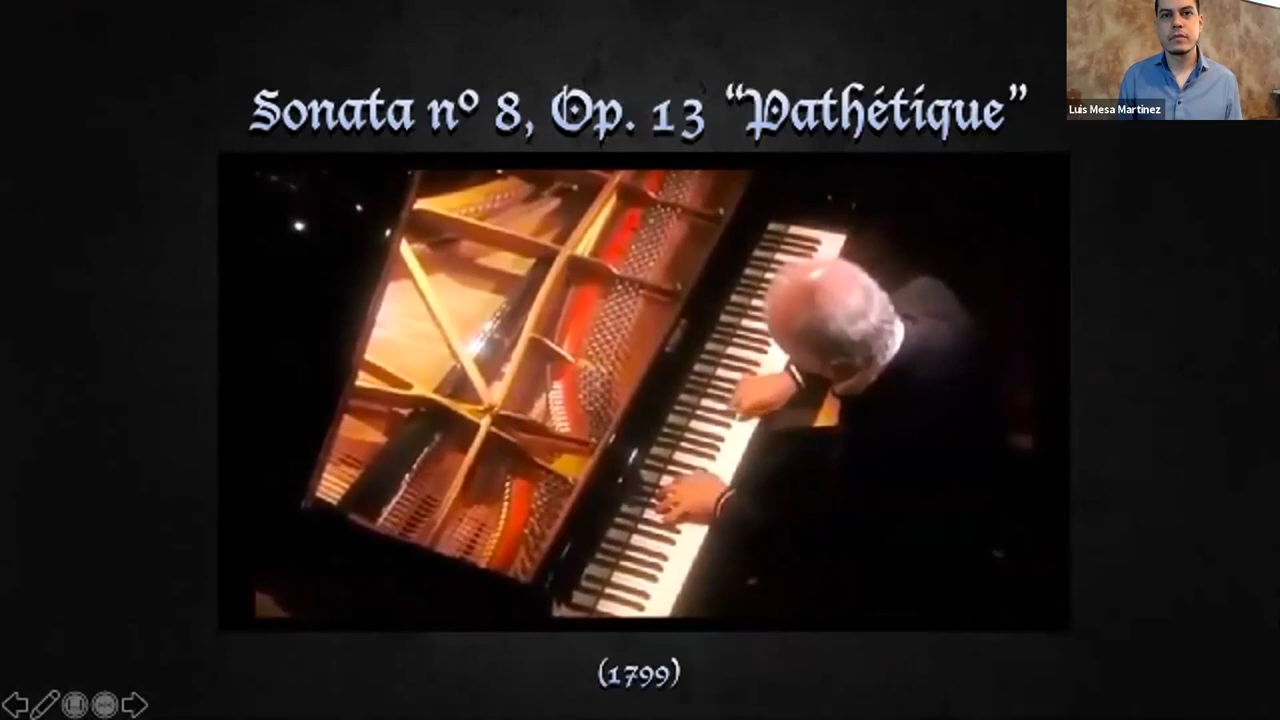 Sonata nº 8, Op. 13 “Pathétique”
Luis Mesa Martínez
(1799)